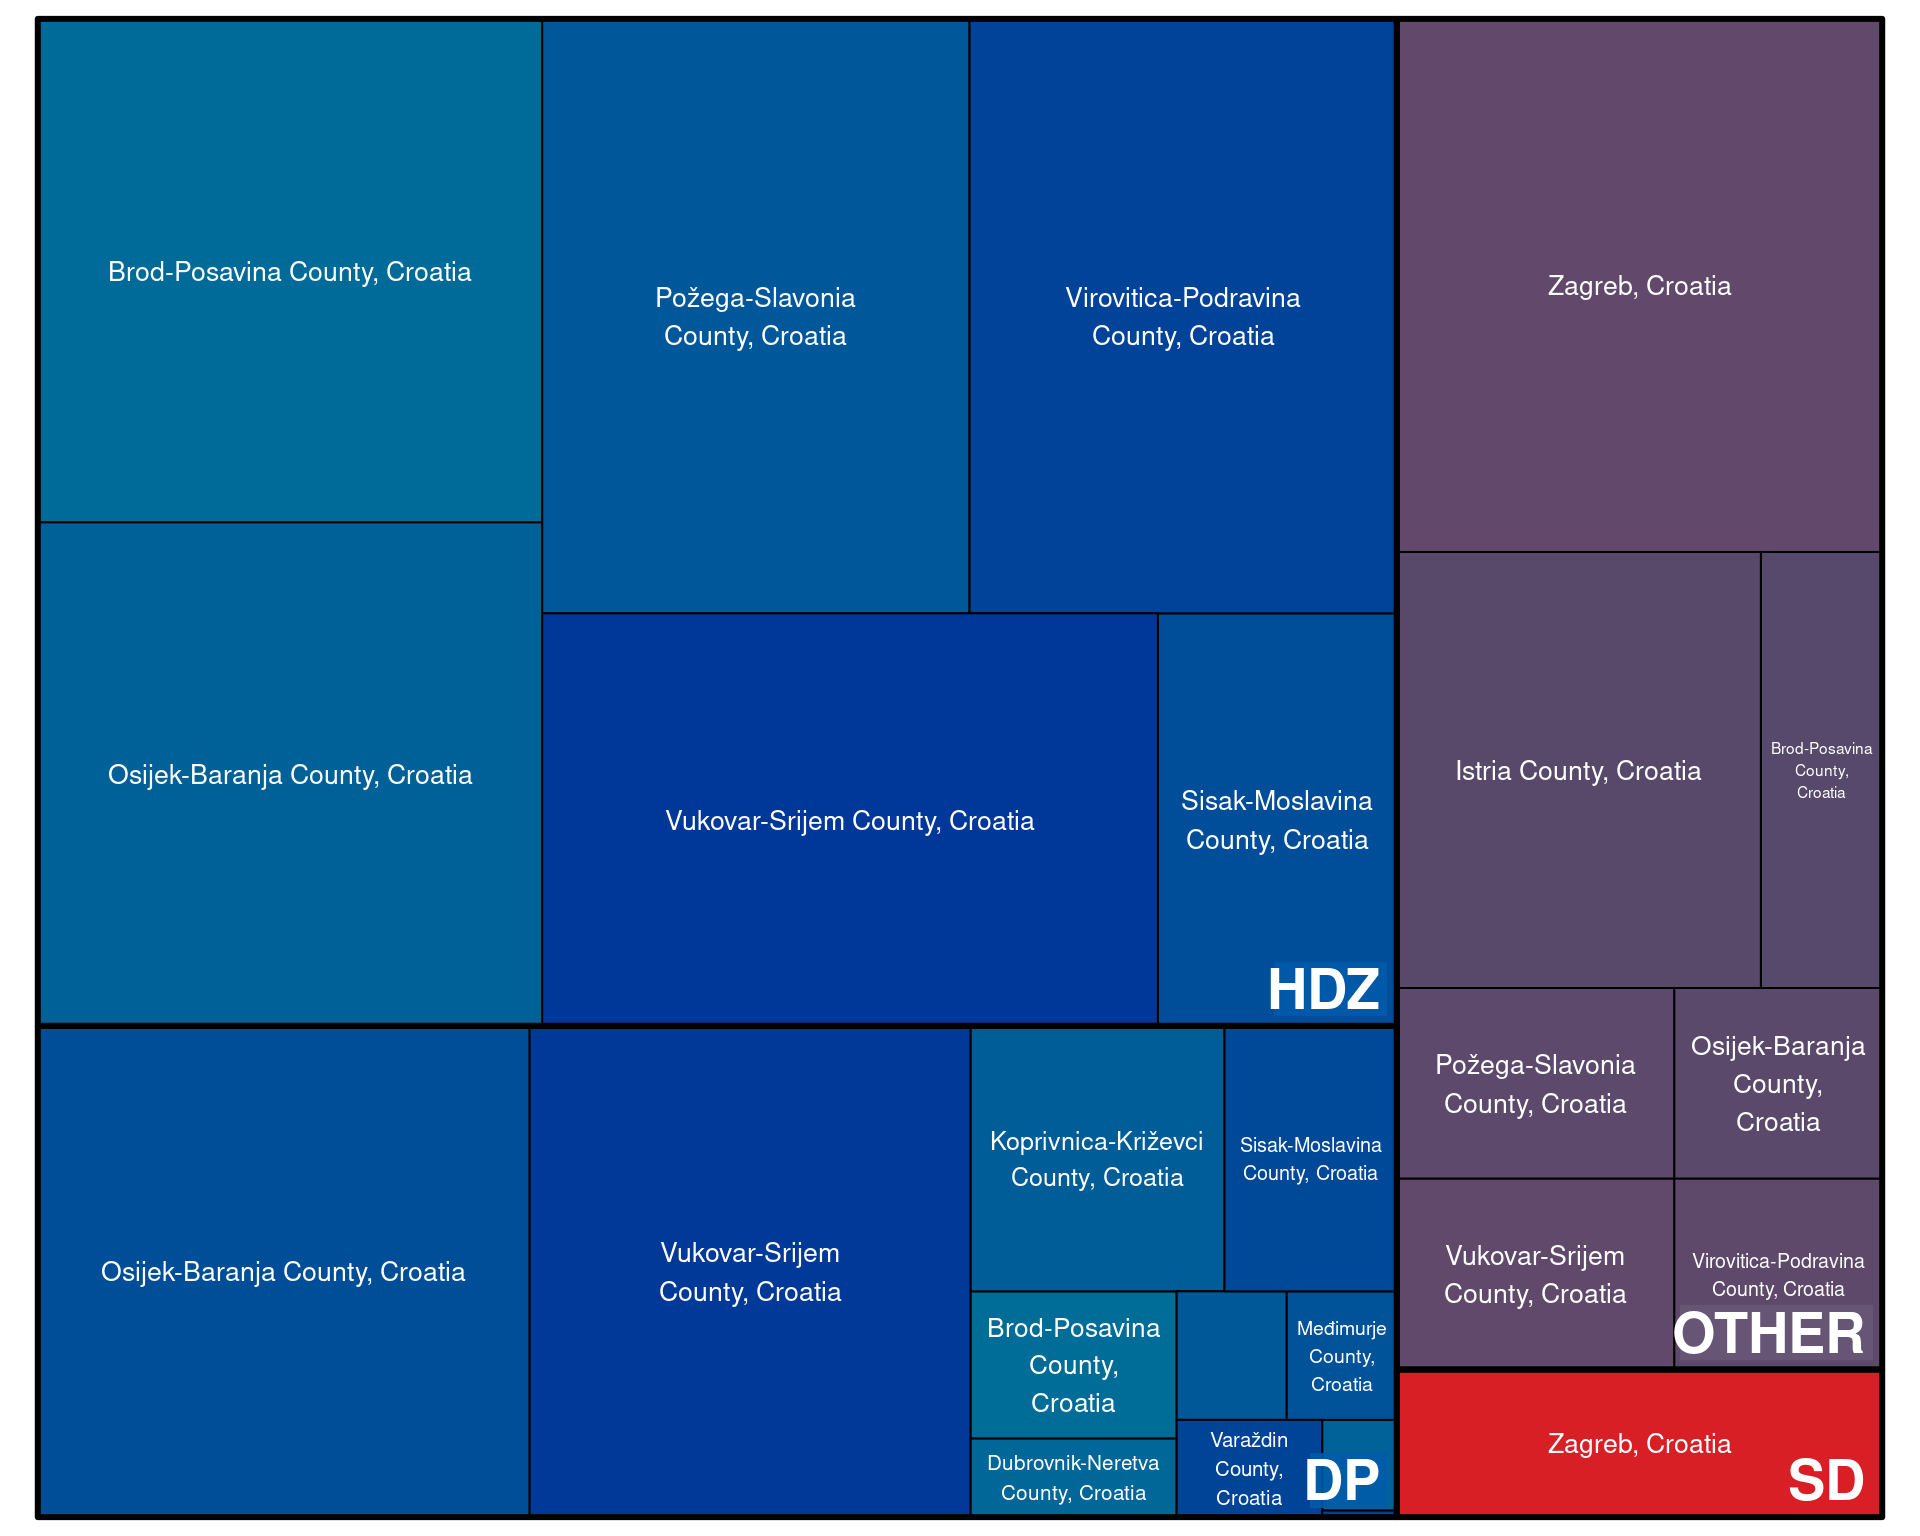 Brod-Posavina County, Croatia
Požega-Slavonia
County, Croatia
Virovitica-Podravina
County, Croatia
Osijek-Baranja County, Croatia
Vukovar-Srijem County, Croatia
Sisak-Moslavina
County, Croatia
HDZ
Osijek-Baranja County, Croatia
Vukovar-Srijem
County, Croatia
Koprivnica-Križevci
County, Croatia
Sisak-Moslavina
County, Croatia
Brod-Posavina
County,
Croatia
Međimurje
County,
Croatia
Dubrovnik-Neretva
County, Croatia
Varaždin
County,
Croatia
DP
Zagreb, Croatia
Istria County, Croatia
Brod-Posavina
County,
Croatia
Požega-Slavonia
County, Croatia
Osijek-Baranja
County,
Croatia
Vukovar-Srijem
County, Croatia
Virovitica-Podravina
County, Croatia
OTHER
Zagreb, Croatia
SD